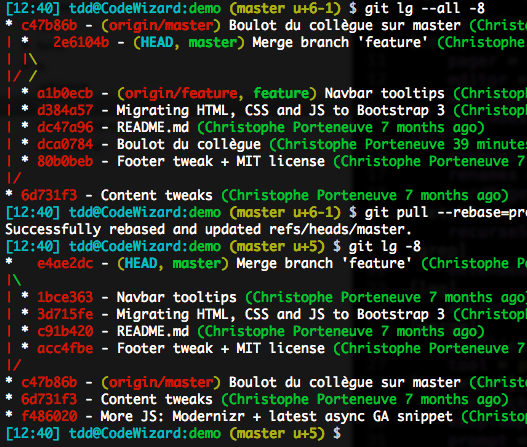 [12:40] tdd@CodeWizard:demo (master u+6-1) $ git lg --all -8
* c47b86b - (origin/master) Boulot du collègue sur master (Christophe
| *   2e6104b - (HEAD, master) Merge branch 'feature' (Christophe Po
| |\
|/ /
| * a1b0ecb - (origin/feature, feature) Navbar tooltips (Christophe
| * d384a57 - Migrating HTML, CSS and JS to Bootstrap 3 (Christophe
| * dc47a96 - README.md (Christophe Porteneuve 7 months ago)
| * dca0784 - Boulot du collègue (Christophe Porteneuve 39 minutes
| * 80b0beb - Footer tweak + MIT license (Christophe Porteneuve 7
|/
* 6d731f3 - Content tweaks (Christophe Porteneuve 7 months ago)
[12:40] tdd@CodeWizard:demo (master u+6-1) $ git pull --rebase=pre
Successfully rebased and updated refs/heads/master.
[12:40] tdd@CodeWizard:demo (master u+5) $ git lg -8
*   e4ae2dc - (HEAD, master) Merge branch 'feature' (Christophe Po
|\
| * 1bce363 - Navbar tooltips (Christophe Porteneuve 7 months ago)
| * 3d715fe - Migrating HTML, CSS and JS to Bootstrap 3 (Christophe
| * c91b420 - README.md (Christophe Porteneuve 7 months ago)
| * acc4fbe - Footer tweak + MIT license (Christophe Porteneuve 7
|/
* c47b86b - (origin/master) Boulot du collègue sur master (Christophe
* 6d731f3 - Content tweaks (Christophe Porteneuve 7 months ago)
* f486020 - More JS: Modernizr + latest async GA snippet (Christophe
[12:40] tdd@CodeWizard:demo (master u+5) $